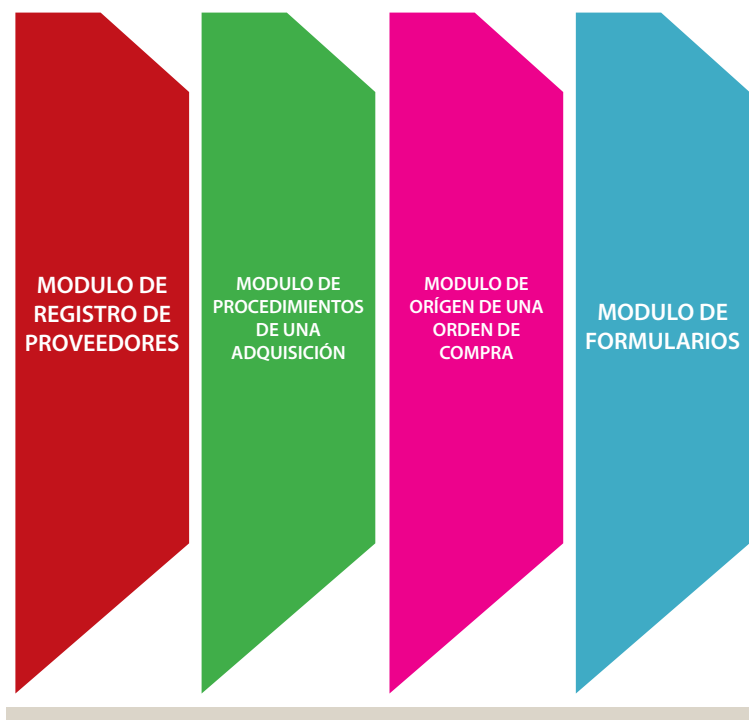 MODULO DE
REGISTRO DE
PROVEEDORES
MODULO DE
PROCEDIMIENTOS
DE UNA
ADQUISICIÓN
MODULO DE
ORÍGEN DE UNA
ORDEN DE
COMPRA
MODULO DE
FORMULARIOS